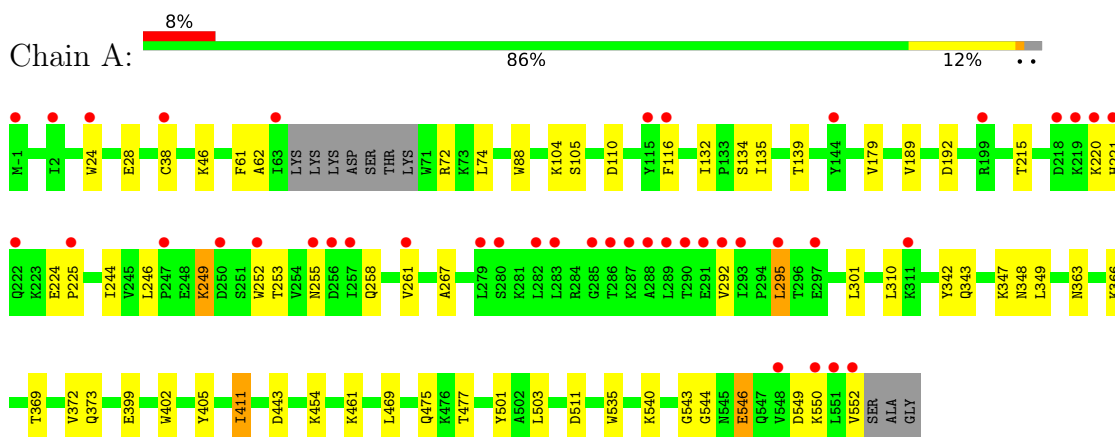 8%
Chain A:
86% 12% • •
M-1 I2 W24 E28 C38 K46 F61 A62 I63 LYS LYS LYS ASP SER THR LYS W71 R72 K73 L74 W88 K104 S105 D110 Y115 F116 I132 P133 S134 I135 T139 Y144 V179 V189 D192 R199 T215 D218 K219 K220 H221
Q222 K223 E224 P225 I244 V245 L246 P247 E248 K249 D250 S251 W252 T253 V254 N255 D256 I257 Q258 V261 A267 L279 S280 K281 L282 L283 R284 G285 T286 K287 A288 L289 T290 E291 V292 I293 P294 L295 T296 E297 L301 L310 K311 Y342 Q343 K347 N348 L349 N363 K366
T369 V372 Q373 E399 W402 Y405 I411 D443 K454 K461 L469 Q475 K476 T477 Y501 A502 L503 D511 W535 K540 G543 G544 N545 E546 Q547 V548 D549 K550 L551 V552 SER ALA GLY